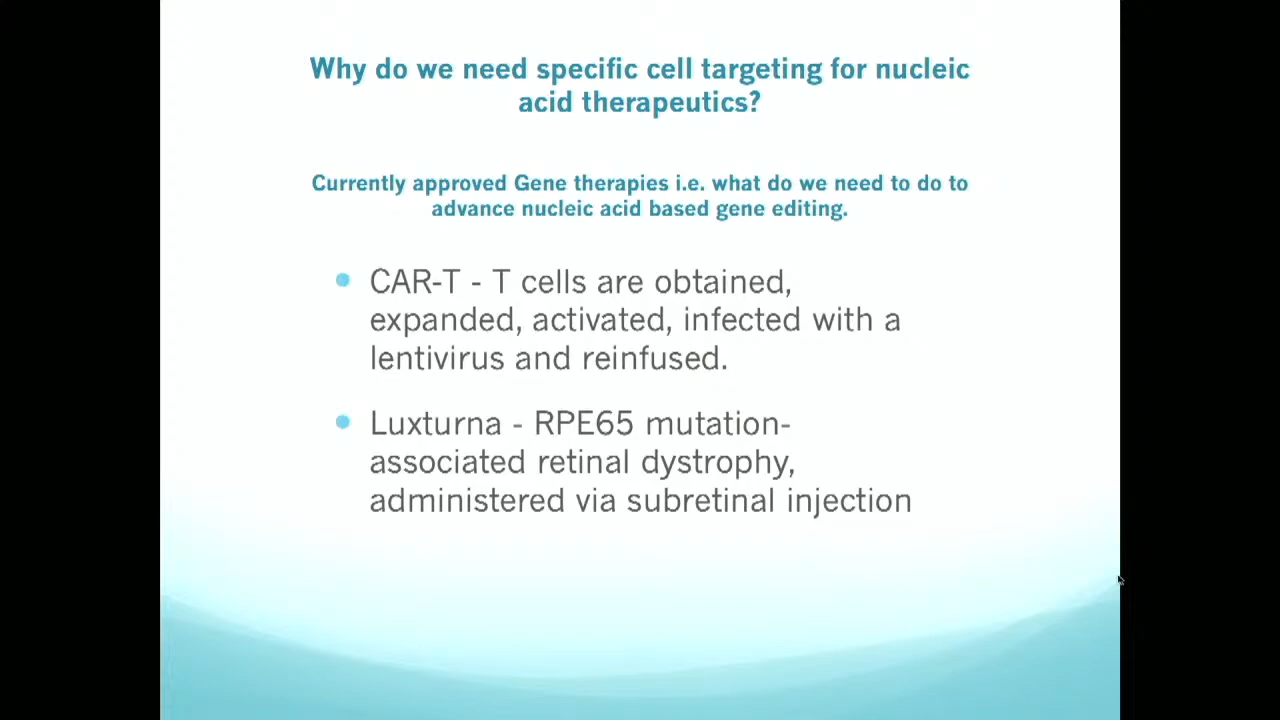 Why do we need specific cell targeting for nucleic
acid therapeutics?
Currently approved Gene therapies i.e. what do we need to do to
advance nucleic acid based gene editing.
• CAR-T - T cells are obtained,
expanded, activated, infected with a
lentivirus and reinfused.
• Luxturna - RPE65 mutation-
associated retinal dystrophy,
administered via subretinal injection